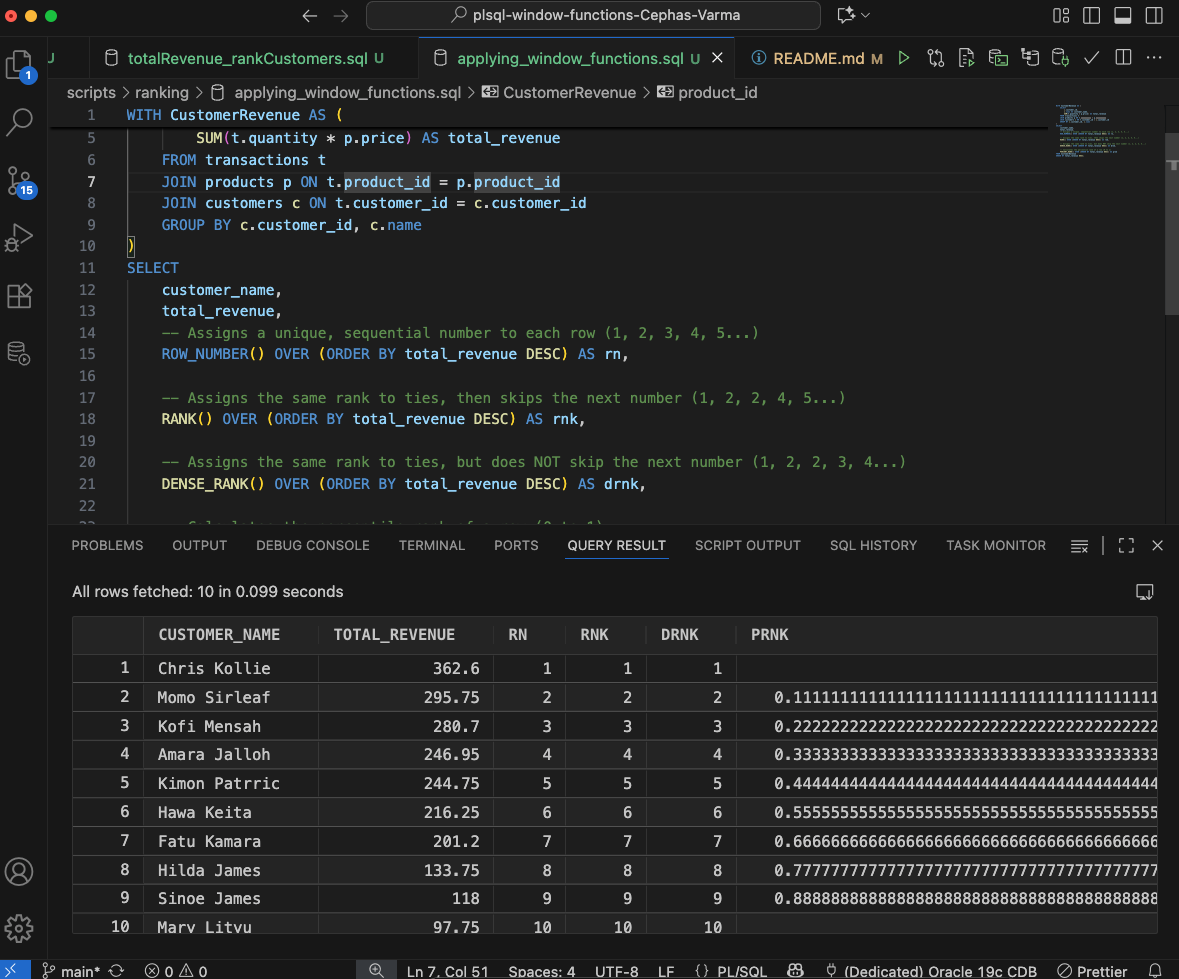 plsql-window-functions-Cephas-Varma
totalRevenue_rankCustomers.sql U
applying_window_functions.sql U
README.md M
scripts > ranking > applying_window_functions.sql > CustomerRevenue > product_id
1 WITH CustomerRevenue AS (
5 SUM(t.quantity * p.price) AS total_revenue
6 FROM transactions t
7 JOIN products p ON t.product_id = p.product_id
8 JOIN customers c ON t.customer_id = c.customer_id
9 GROUP BY c.customer_id, c.name
10 )
11 SELECT
12 customer_name,
13 total_revenue,
14 -- Assigns a unique, sequential number to each row (1, 2, 3, 4, 5...)
15 ROW_NUMBER() OVER (ORDER BY total_revenue DESC) AS rn,
16
17 -- Assigns the same rank to ties, then skips the next number (1, 2, 2, 4, 5...)
18 RANK() OVER (ORDER BY total_revenue DESC) AS rnk,
19
20 -- Assigns the same rank to ties, but does NOT skip the next number (1, 2, 2, 3, 4...)
21 DENSE_RANK() OVER (ORDER BY total_revenue DESC) AS drnk,
22
1
15
PROBLEMS OUTPUT DEBUG CONSOLE TERMINAL PORTS QUERY RESULT SCRIPT OUTPUT SQL HISTORY TASK MONITOR
All rows fetched: 10 in 0.099 seconds
CUSTOMER_NAME TOTAL_REVENUE RN RNK DRNK PRNK
1 Chris Kollie 362.6 1 1 1
2 Momo Sirleaf 295.75 2 2 2 0.11111111111111111111111111111111111111
3 Kofi Mensah 280.7 3 3 3 0.22222222222222222222222222222222222222
4 Amara Jalloh 246.95 4 4 4 0.33333333333333333333333333333333333333
5 Kimon Patrric 244.75 5 5 5 0.44444444444444444444444444444444444444
6 Hawa Keita 216.25 6 6 6 0.55555555555555555555555555555555555555
7 Fatu Kamara 201.2 7 7 7 0.66666666666666666666666666666666666666
8 Hilda James 133.75 8 8 8 0.77777777777777777777777777777777777777
9 Sinoe James 118 9 9 9 0.88888888888888888888888888888888888888
10 Mary Lityu 97.75 10 10 10
main* 0 0 Ln 7, Col 51 Spaces: 4 UTF-8 LF {} PL/SQL (Dedicated) Oracle 19c CDB Prettier